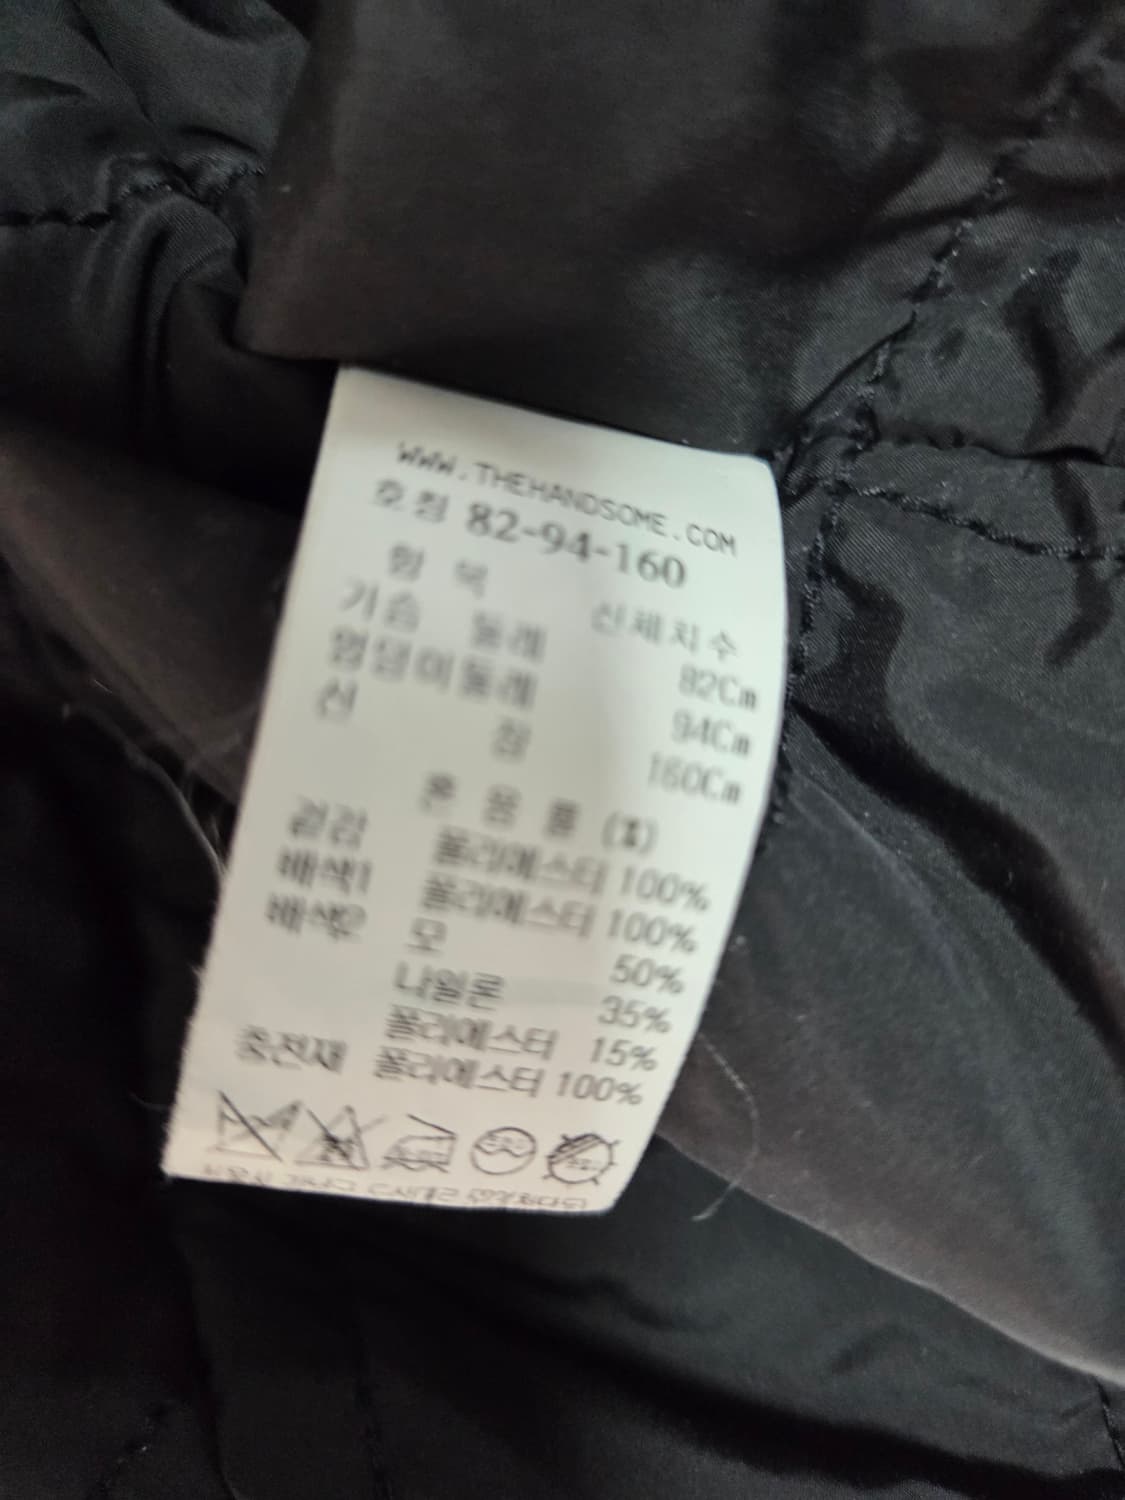 WWW.THEHANDSOME.COM
호칭 82-94-160
항 목 신체치수
가슴 둘레 82Cm
엉덩이둘레 94Cm
신 장 160Cm
혼 용 률 (%)
겉감 폴리에스터 100%
배색1 폴리에스터 100%
배색2 모 50%
나일론 35%
폴리에스터 15%
충전재 폴리에스터 100%